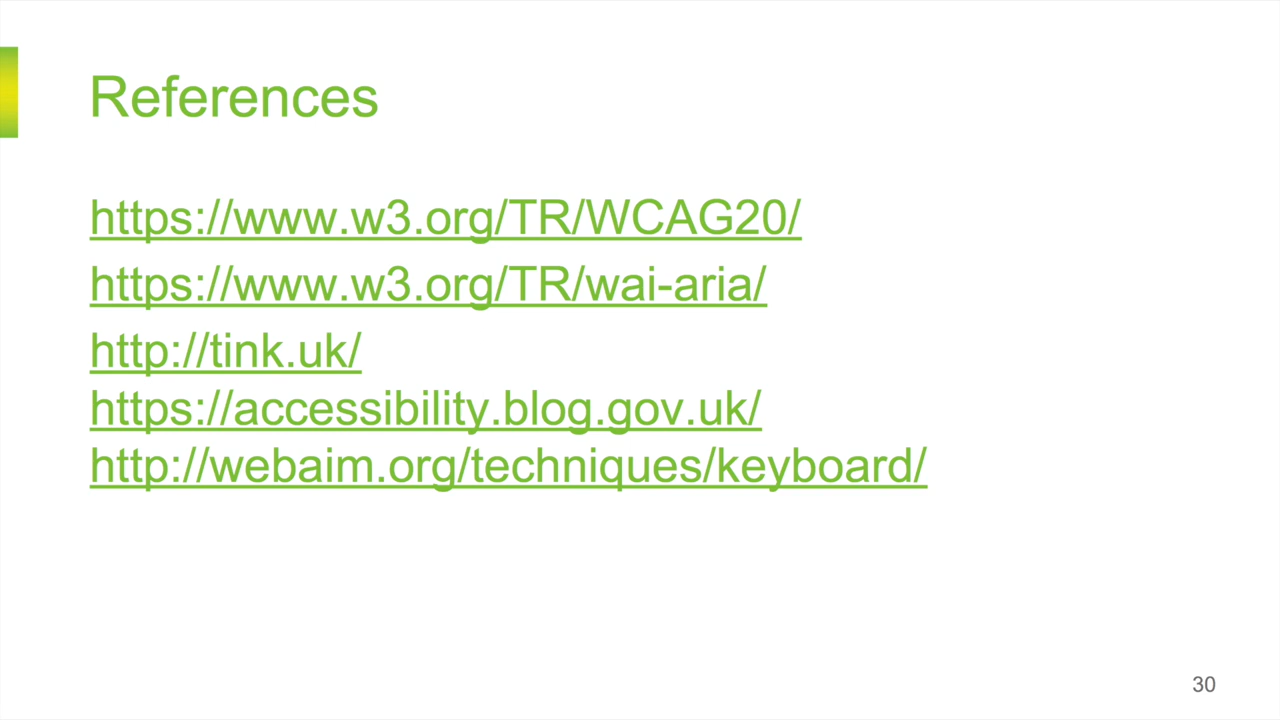 References
https://www.w3.org/TR/WCAG20/
https://www.w3.org/TR/wai-aria/
http://tink.uk/
https://accessibility.blog.gov.uk/
http://webaim.org/techniques/keyboard/
30